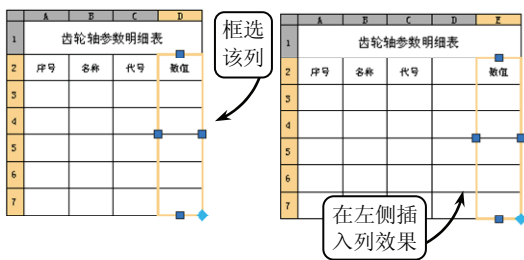 A B C D
1 齿轮轴参数明细表
2 序号 名称 代号 数值
3
4
5
6
7
框选
该列
A B C D E
1 齿轮轴参数明细表
2 序号 名称 代号 数值
3
4
5
6
7
在左侧插
入列效果